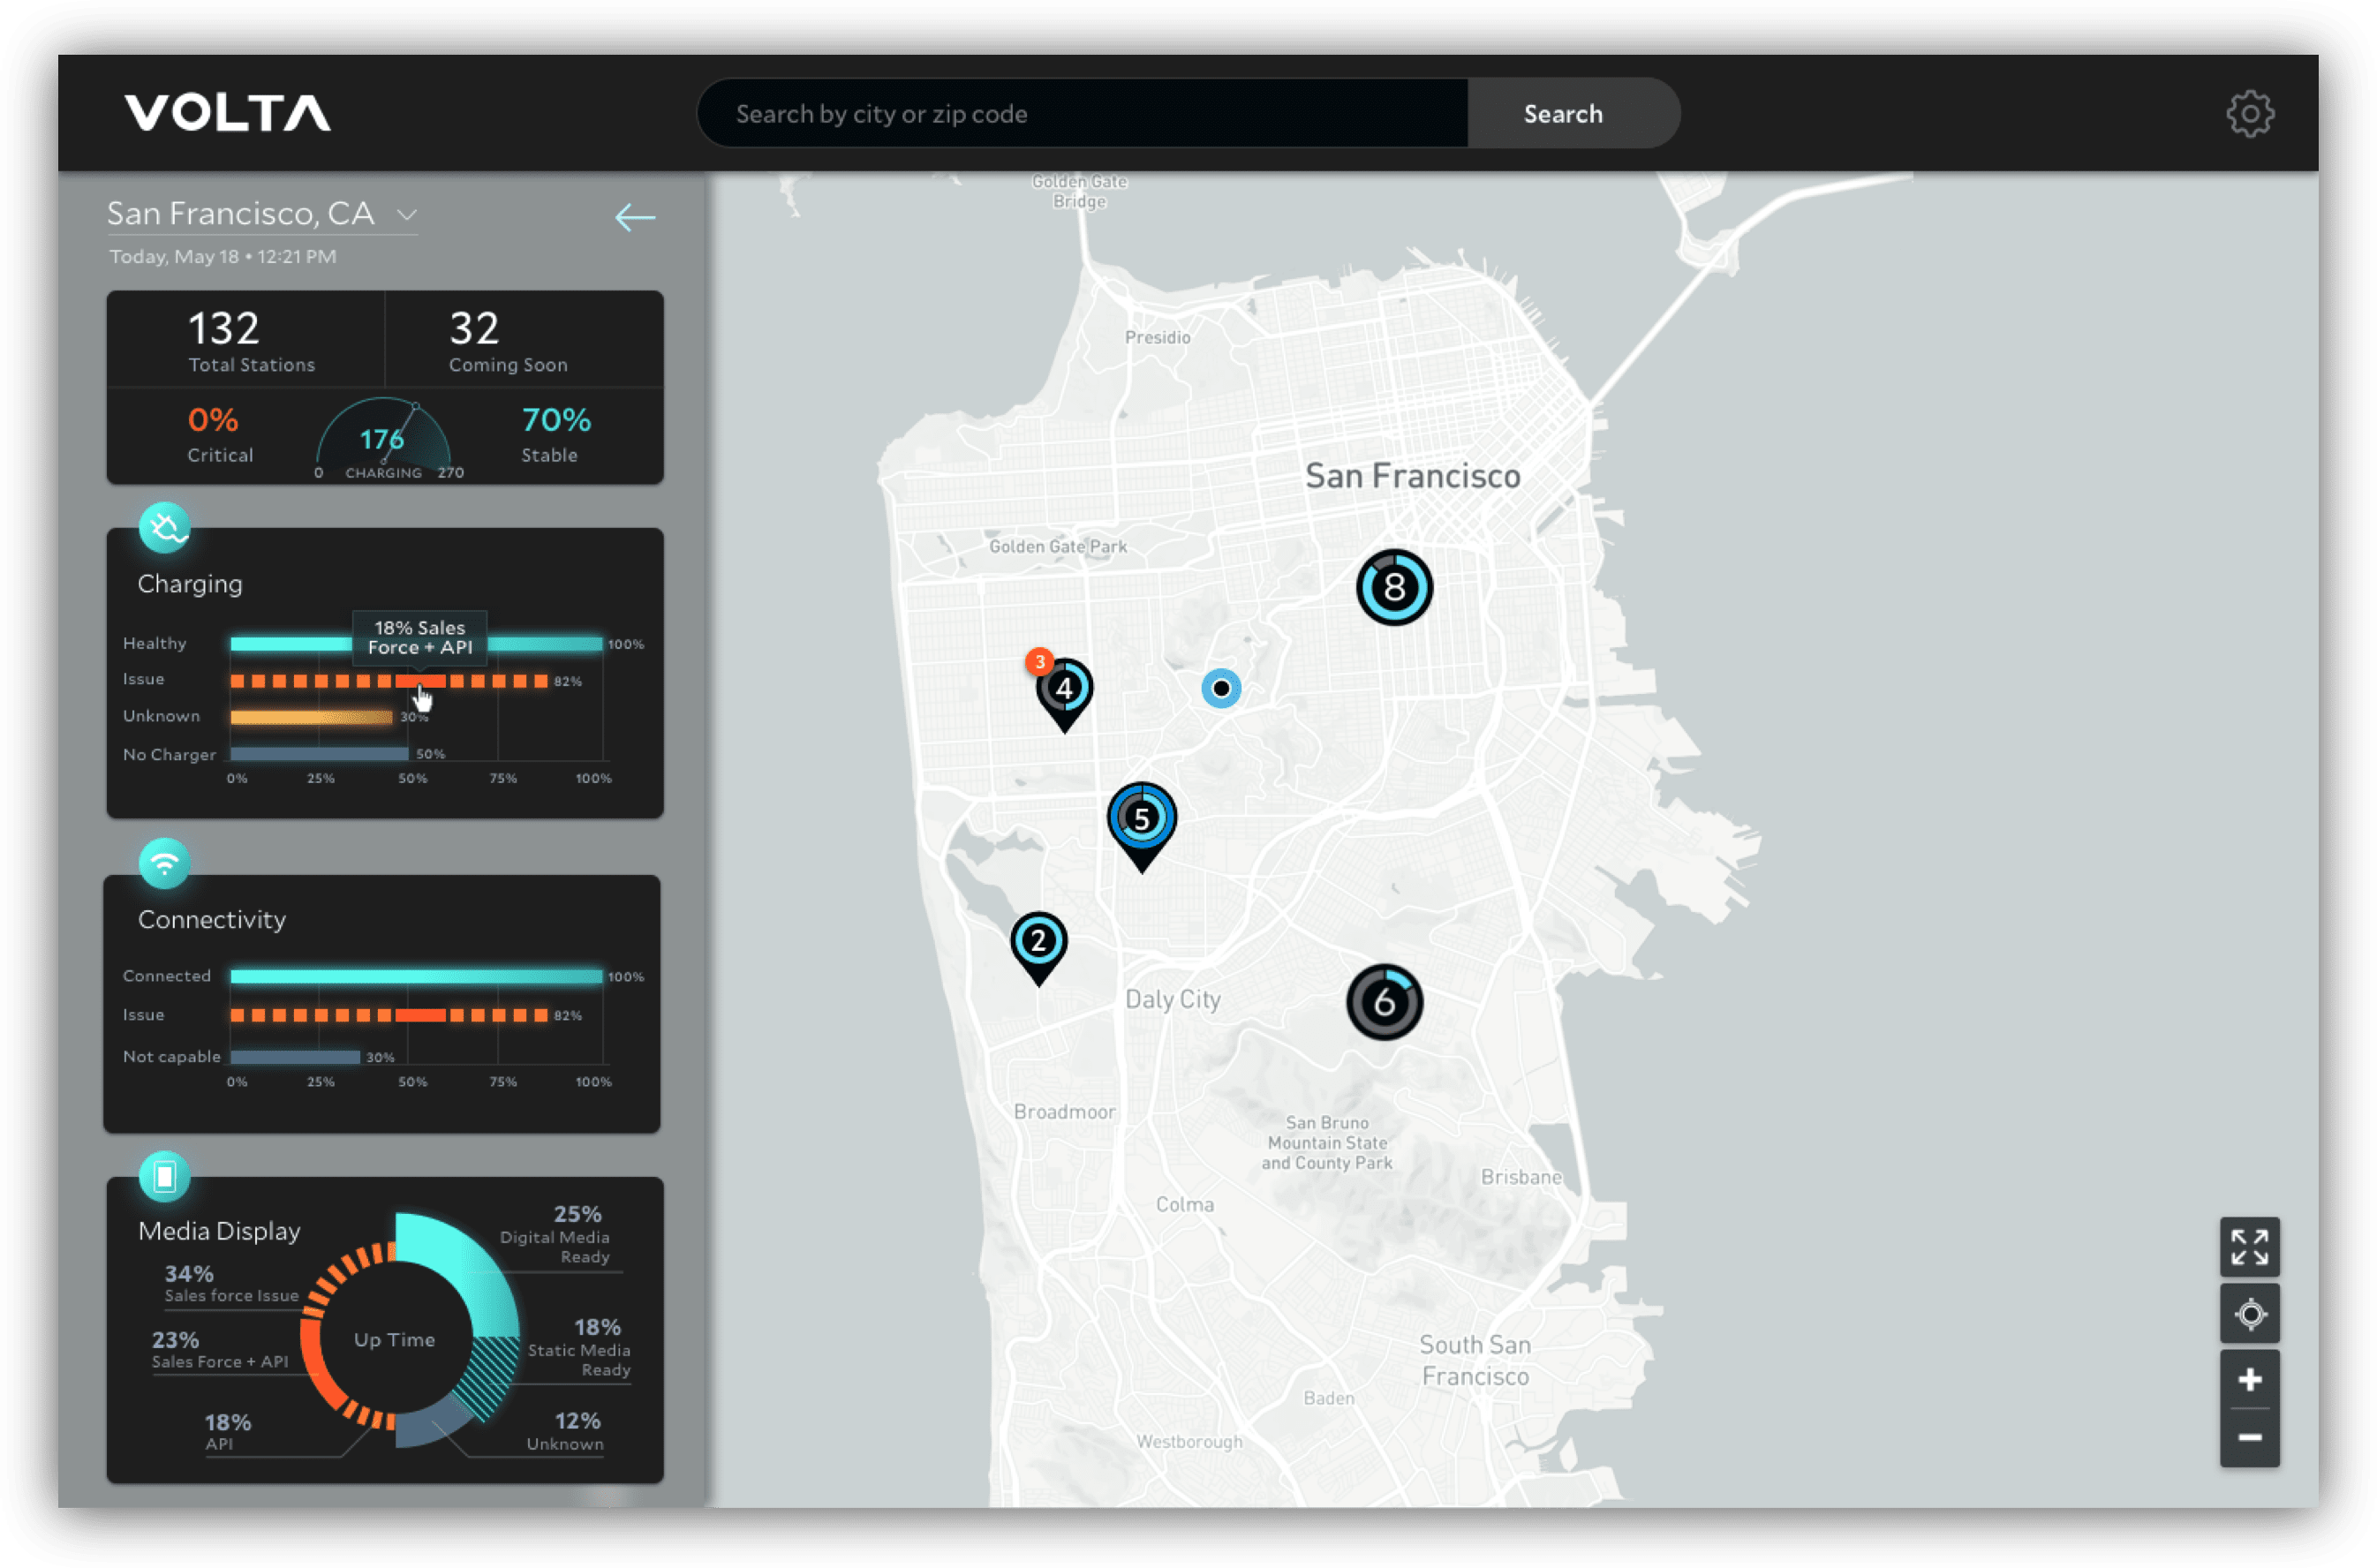 VOLTA
Search by city or zip code
Search
San Francisco, CA
Today, May 18 • 12:21 PM
132
Total Stations
32
Coming Soon
0%
Critical
176
0 CHARGING 270
70%
Stable
Charging
18% Sales
Force + API
Healthy 100%
Issue 82%
Unknown 30%
No Charger 50%
0% 25% 50% 75% 100%
Connectivity
Connected 100%
Issue 82%
Not capable 30%
0% 25% 50% 75% 100%
Media Display
25%
Digital Media
Ready
34%
Sales force Issue
Up Time
18%
Static Media
Ready
23%
Sales Force + API
18%
API
12%
Unknown
Golden Gate
Bridge
Presidio
San Francisco
Golden Gate Park
8
3
4
5
2
Daly City
6
Broadmoor
San Bruno
Mountain State
and County Park
Brisbane
Colma
South San
Francisco
Baden
Westborough